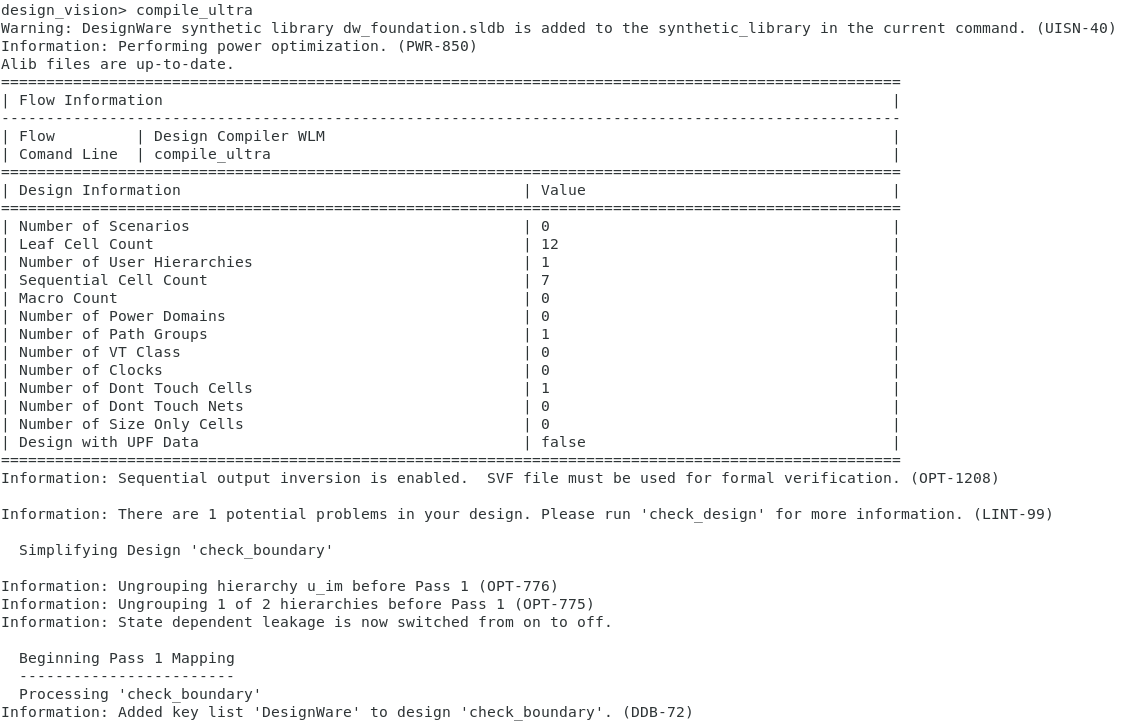 design_vision> compile_ultra
Warning: DesignWare synthetic library dw_foundation.sldb is added to the synthetic_library in the current command. (UISN-40)
Information: Performing power optimization. (PWR-850)
Alib files are up-to-date.
====================================================================================================
| Flow Information                                                                                 |
----------------------------------------------------------------------------------------------------
| Flow         | Design Compiler WLM                                                               |
| Comand Line  | compile_ultra                                                                     |
====================================================================================================
| Design Information                                      | Value                                  |
====================================================================================================
| Number of Scenarios                                     | 0                                      |
| Leaf Cell Count                                         | 12                                     |
| Number of User Hierarchies                              | 1                                      |
| Sequential Cell Count                                   | 7                                      |
| Macro Count                                             | 0                                      |
| Number of Power Domains                                 | 0                                      |
| Number of Path Groups                                   | 1                                      |
| Number of VT Class                                      | 0                                      |
| Number of Clocks                                        | 0                                      |
| Number of Dont Touch Cells                              | 1                                      |
| Number of Dont Touch Nets                               | 0                                      |
| Number of Size Only Cells                               | 0                                      |
| Design with UPF Data                                    | false                                  |
====================================================================================================
Information: Sequential output inversion is enabled.  SVF file must be used for formal verification. (OPT-1208)
Information: There are 1 potential problems in your design. Please run 'check_design' for more information. (LINT-99)
  Simplifying Design 'check_boundary'
Information: Ungrouping hierarchy u_im before Pass 1 (OPT-776)
Information: Ungrouping 1 of 2 hierarchies before Pass 1 (OPT-775)
Information: State dependent leakage is now switched from on to off.
  Beginning Pass 1 Mapping
  ------------------------
  Processing 'check_boundary'
Information: Added key list 'DesignWare' to design 'check_boundary'. (DDB-72)